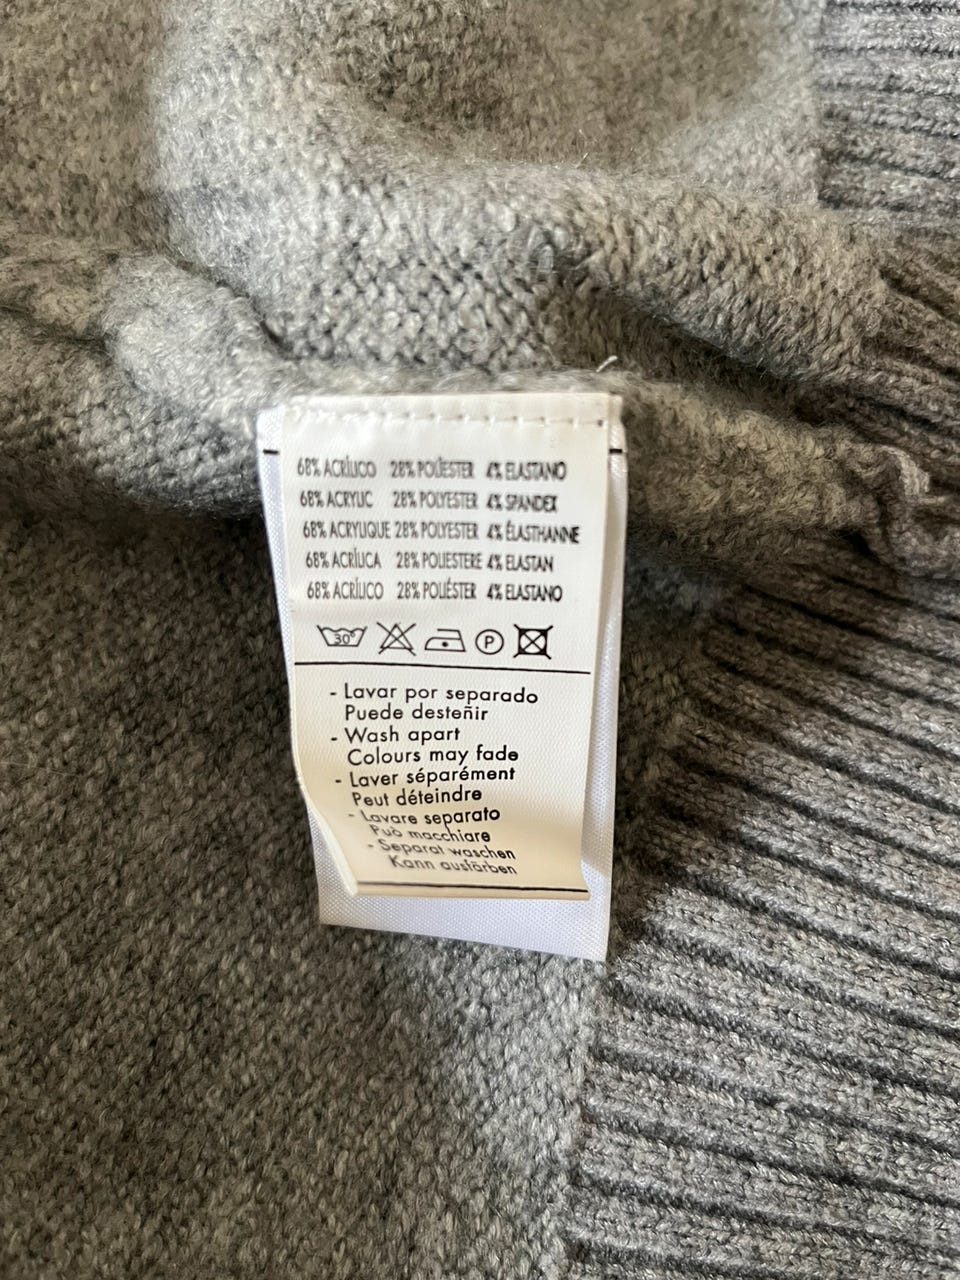 68% ACRÍLICO 28% POLIÉSTER 4% ELASTANO
68% ACRYLIC 28% POLYESTER 4% SPANDEX
68% ACRYLIQUE 28% POLYESTER 4% ÉLASTHANNE
68% ACRÍLICA 28% POLIESTERE 4% ELASTAN
68% ACRÍLICO 28% POLIÉSTER 4% ELASTANO
30° P
- Lavar por separado
Puede desteñir
- Wash apart
Colours may fade
- Laver séparément
Peut déteindre
- Lavare separato
Può macchiare
- Separat waschen
Kann ausfärben